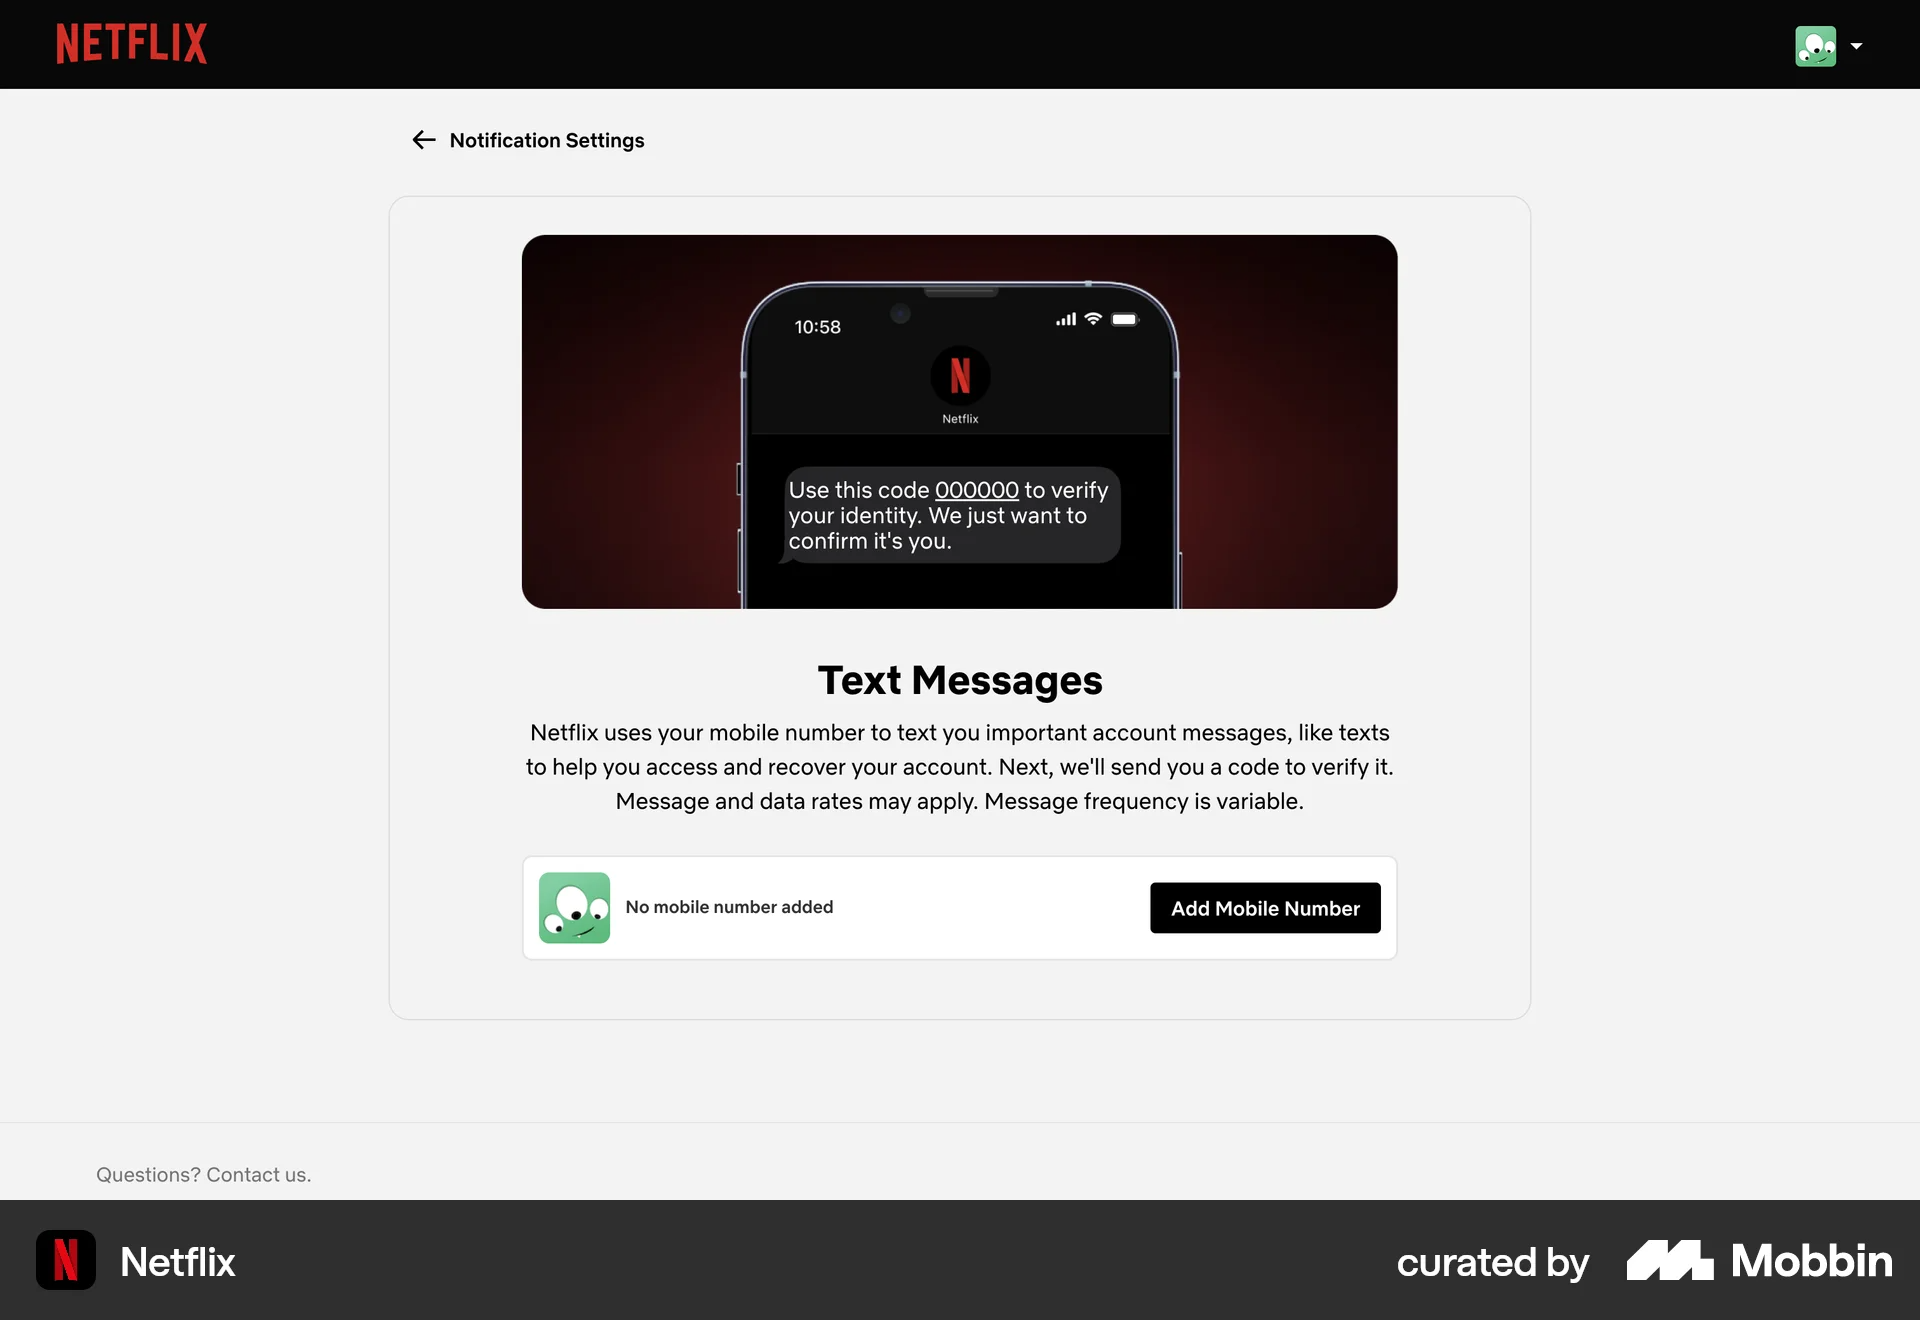 NETFLIX
Notification Settings
10:58
N
Netflix
Use this code 000000 to verify
your identity. We just want to
confirm it's you.
Text Messages
Netflix uses your mobile number to text you important account messages, like texts
to help you access and recover your account. Next, we'll send you a code to verify it.
Message and data rates may apply. Message frequency is variable.
No mobile number added
Add Mobile Number
Questions? Contact us.
N
Netflix
curated by
Mobbin